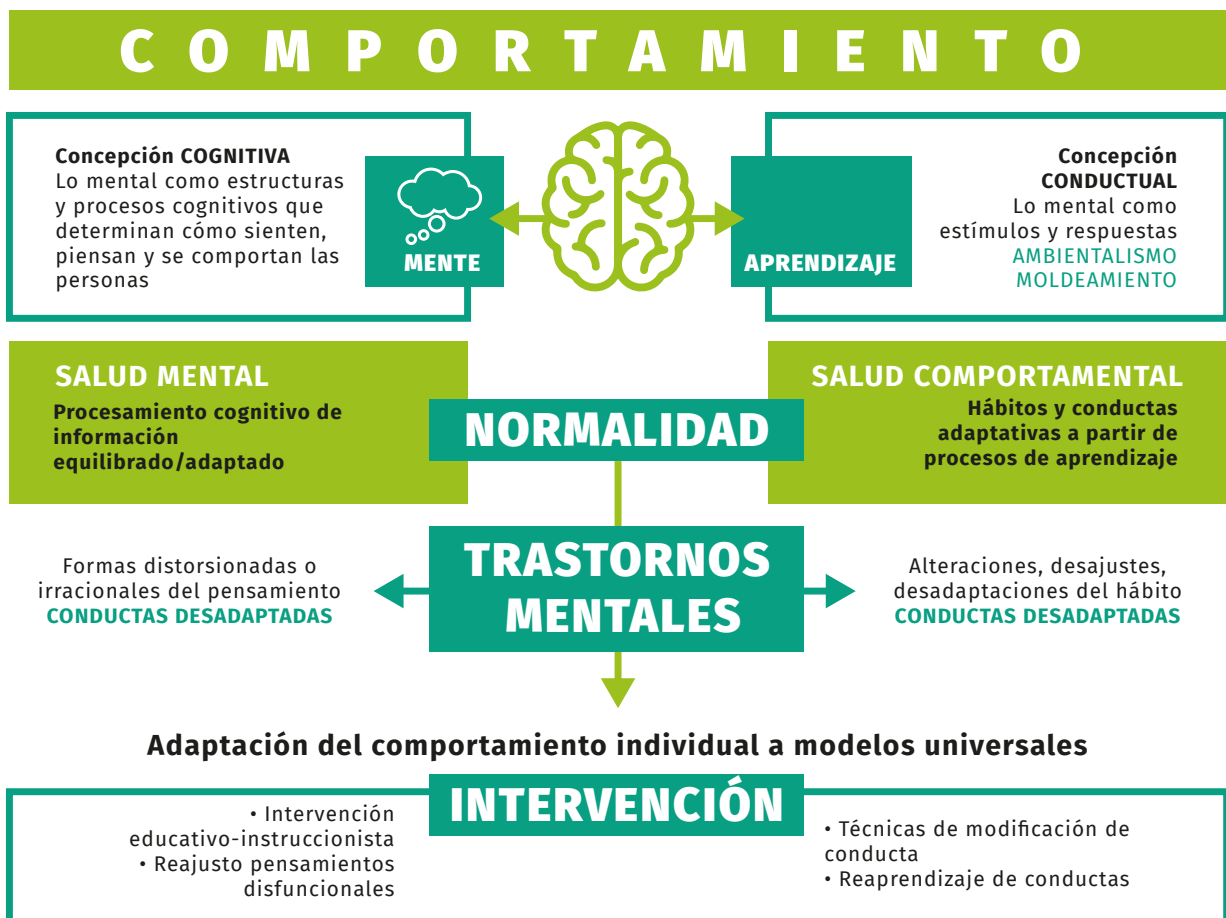 COMPORTAMIENTO
Concepción COGNITIVA
Lo mental como estructuras
y procesos cognitivos que
determinan cómo sienten,
piensan y se comportan las
personas
MENTE
APRENDIZAJE
Concepción
CONDUCTUAL
Lo mental como
estímulos y respuestas
AMBIENTALISMO
MOLDEAMIENTO
SALUD MENTAL
Procesamiento cognitivo de
información
equilibrado/adaptado
NORMALIDAD
SALUD COMPORTAMENTAL
Hábitos y conductas
adaptativas a partir de
procesos de aprendizaje
Formas distorsionadas o
irracionales del pensamiento
CONDUCTAS DESADAPTADAS
TRASTORNOS
MENTALES
Alteraciones, desajustes,
desadaptaciones del hábito
CONDUCTAS DESADAPTADAS
Adaptación del comportamiento individual a modelos universales
INTERVENCIÓN
• Intervención
educativo-instruccionista
• Reajusto pensamientos
disfuncionales
• Técnicas de modificación de
conducta
• Reaprendizaje de conductas